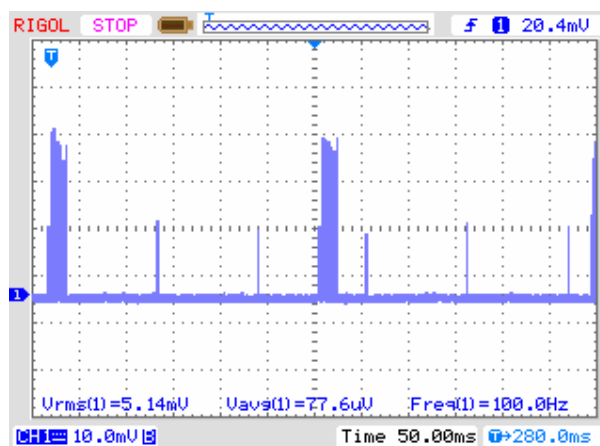 RIGOL STOP T 1 20.4mV
T
1
Vrms(1)=5.14mV Vavg(1)=77.6uV Freq(1)=100.0Hz
CH1 10.0mV B Time 50.00ms T→280.0ms